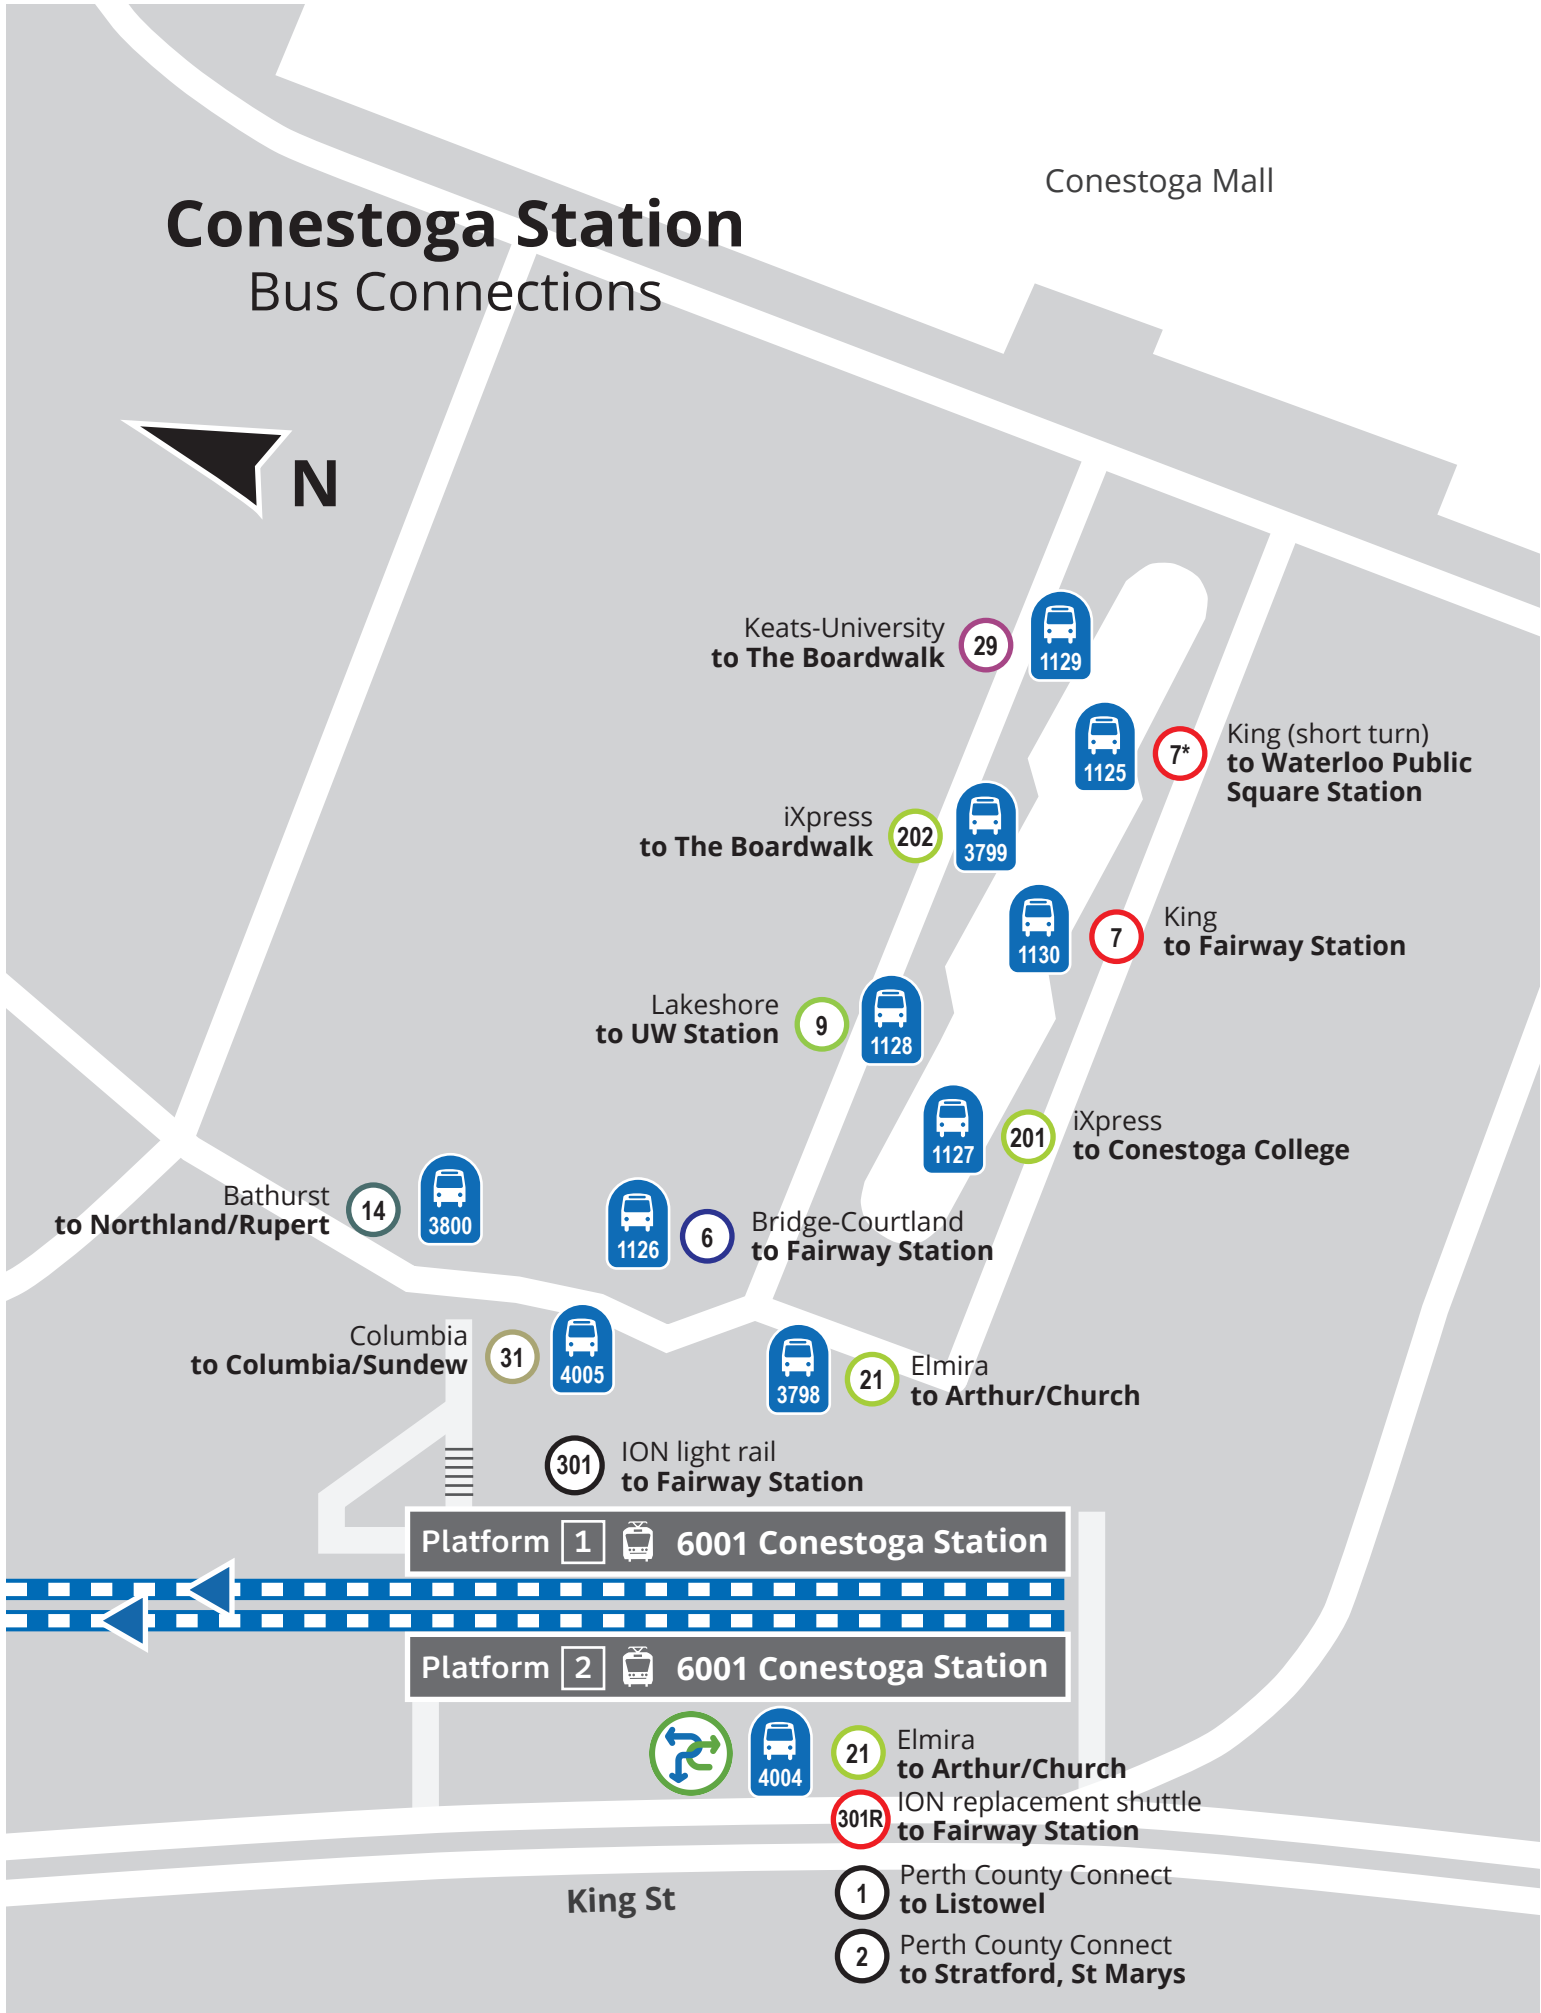 Conestoga Mall
Conestoga Station
Bus Connections
N
Keats-University
to The Boardwalk
29
1129
1125
7*
King (short turn)
to Waterloo Public
Square Station
iXpress
to The Boardwalk
202
3799
1130
7
King
to Fairway Station
Lakeshore
to UW Station
9
1128
1127
201
iXpress
to Conestoga College
Bathurst
to Northland/Rupert
14
3800
1126
6
Bridge-Courtland
to Fairway Station
Columbia
to Columbia/Sundew
31
4005
3798
21
Elmira
to Arthur/Church
301
ION light rail
to Fairway Station
Platform 1 6001 Conestoga Station
Platform 2 6001 Conestoga Station
4004
21
Elmira
to Arthur/Church
301R
ION replacement shuttle
to Fairway Station
King St
1
Perth County Connect
to Listowel
2
Perth County Connect
to Stratford, St Marys